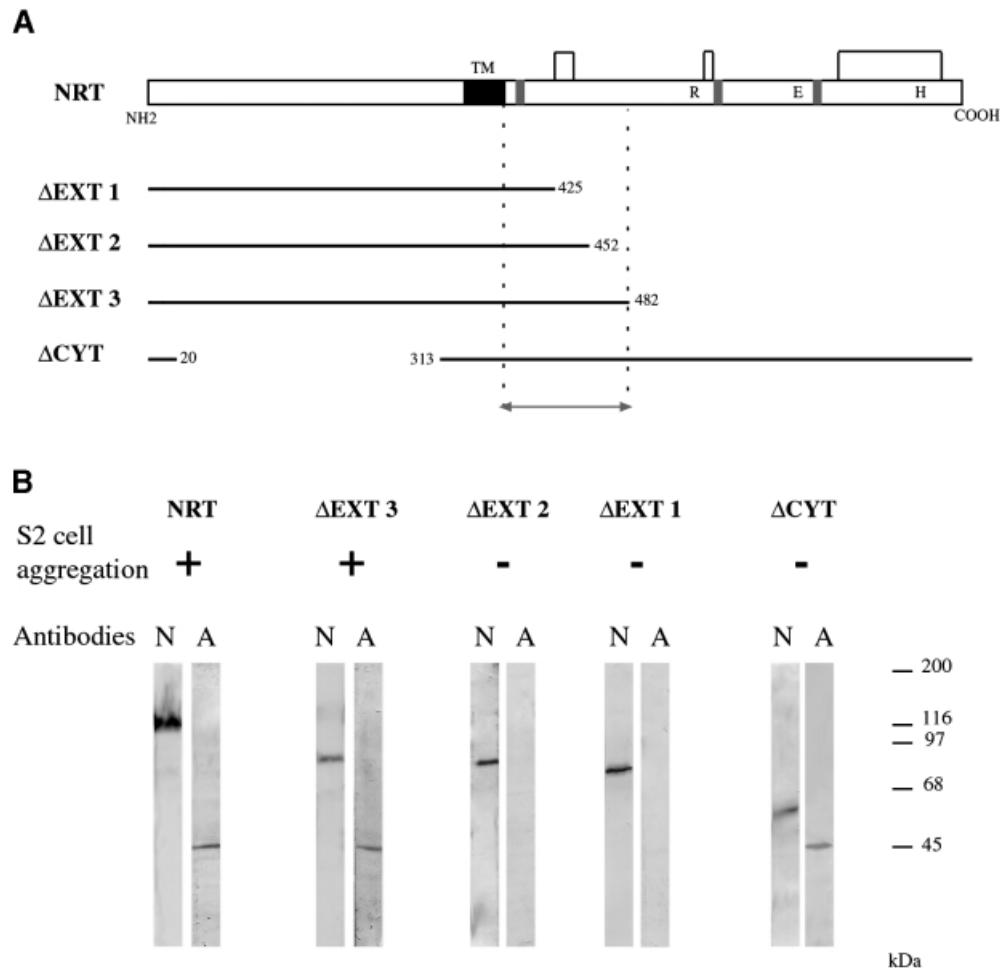 A
TM
NRT R E H
NH2 COOH
ΔEXT 1 425
ΔEXT 2 452
ΔEXT 3 482
ΔCYT 20 313
B
NRT ΔEXT 3 ΔEXT 2 ΔEXT 1 ΔCYT
S2 cell
aggregation + + - - -
Antibodies N A N A N A N A N A
200
116
97
68
45
kDa